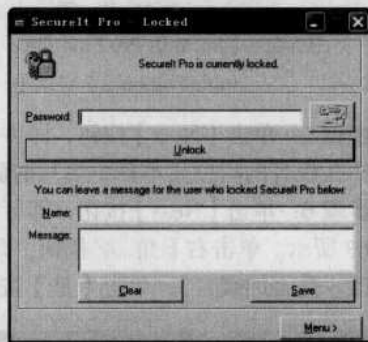 SecureIt Pro - Locked
SecureIt Pro is currently locked.
Password:
Unlock
You can leave a message for the user who locked SecureIt Pro below:
Name:
Message:
Clear
Save
Menu >